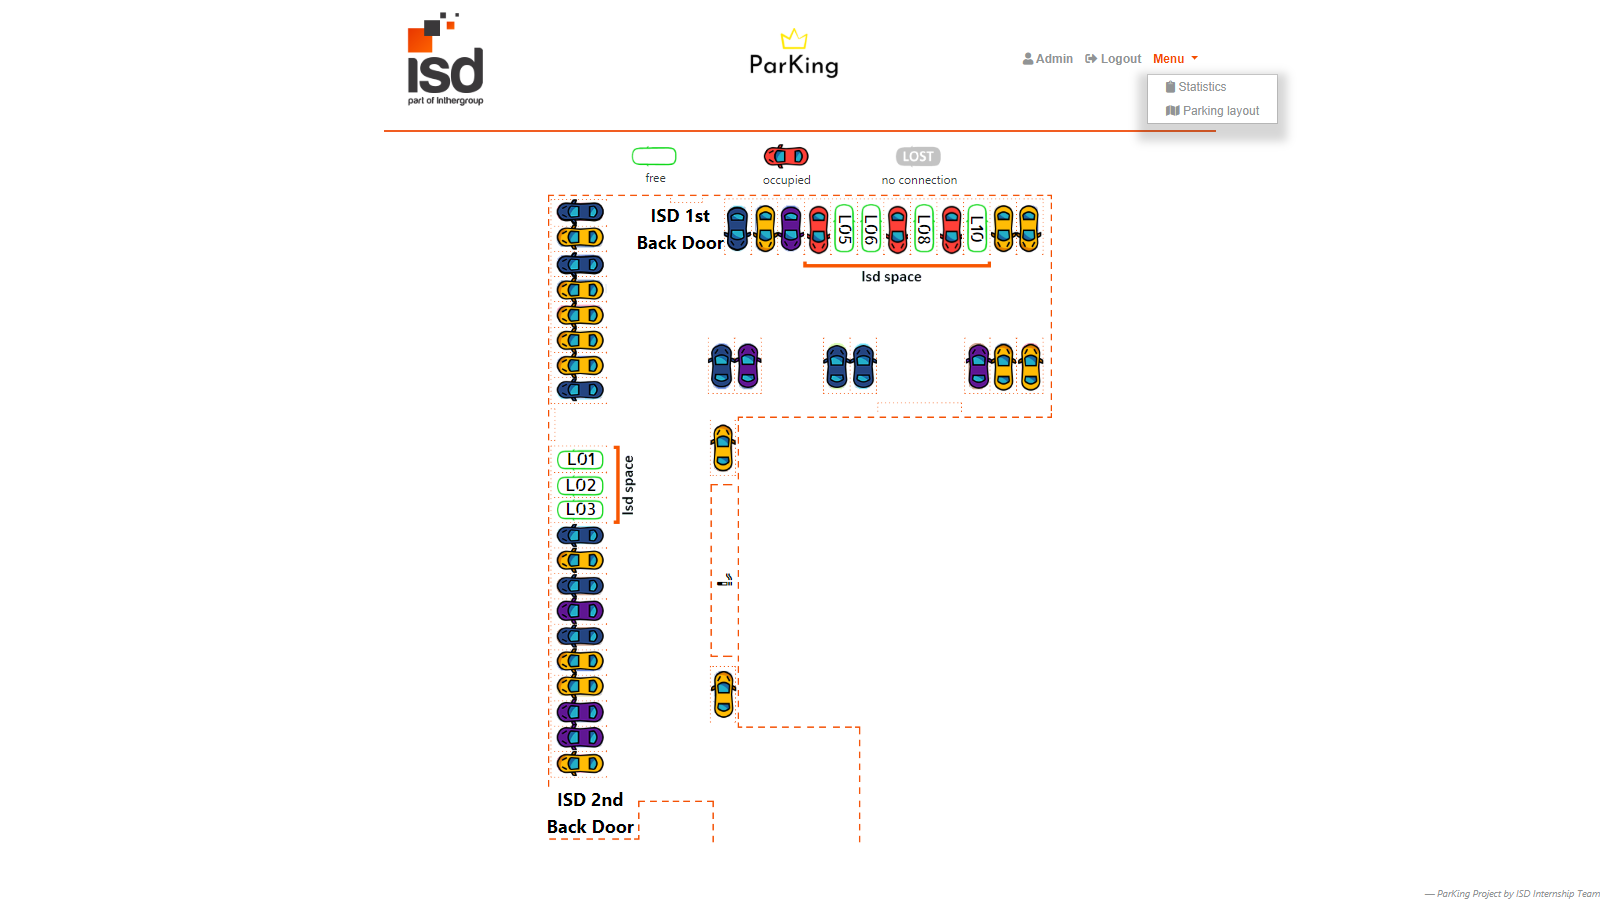 isd
part of inthergroup
ParKing
Admin Logout Menu
Statistics
Parking layout
LOST
free occupied no connection
ISD 1st
Back Door
L05 L06 L08 L10
lsd space
L01
L02
L03
lsd space
ISD 2nd
Back Door
— ParKing Project by ISD Internship Team